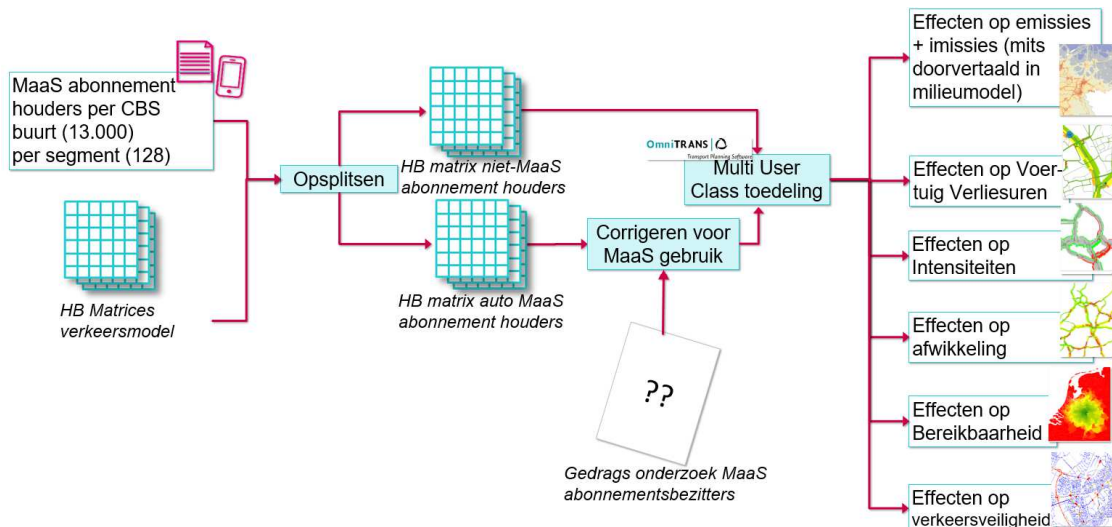 MaaS abonnement
houders per CBS
buurt (13.000)
per segment (128)
HB Matrices
verkeersmodel
Opsplitsen
HB matrix niet-MaaS
abonnement houders
HB matrix auto MaaS
abonnement houders
Corrigeren voor
MaaS gebruik
??
Gedrags onderzoek MaaS
abonnementsbezitters
OmniTRANS
Transport Planning Software
Multi User
Class toedeling
Effecten op emissies
+ imissies (mits
doorvertaald in
milieumodel)
Effecten op Voer-
tuig Verliesuren
Effecten op
Intensiteiten
Effecten op
afwikkeling
Effecten op
Bereikbaarheid
Effecten op
verkeersveiligheid